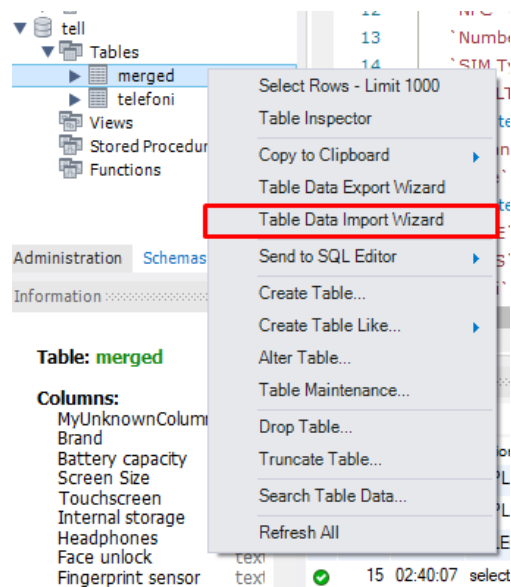 tell
Tables
merged
telefoni
Views
Stored Procedur
Functions
Administration Schemas
Information
Table: merged
Columns:
MyUnknownColum
Brand
Battery capacity
Screen Size
Touchscreen
Internal storage
Headphones
Face unlock
Fingerprint sensor text
Select Rows - Limit 1000
Table Inspector
Copy to Clipboard
Table Data Export Wizard
Table Data Import Wizard
Send to SQL Editor
Create Table...
Create Table Like...
Alter Table...
Table Maintenance...
Drop Table...
Truncate Table...
Search Table Data...
Refresh All
12
13 `Numbe
14 `SIM Ty
15 02:40:07 select